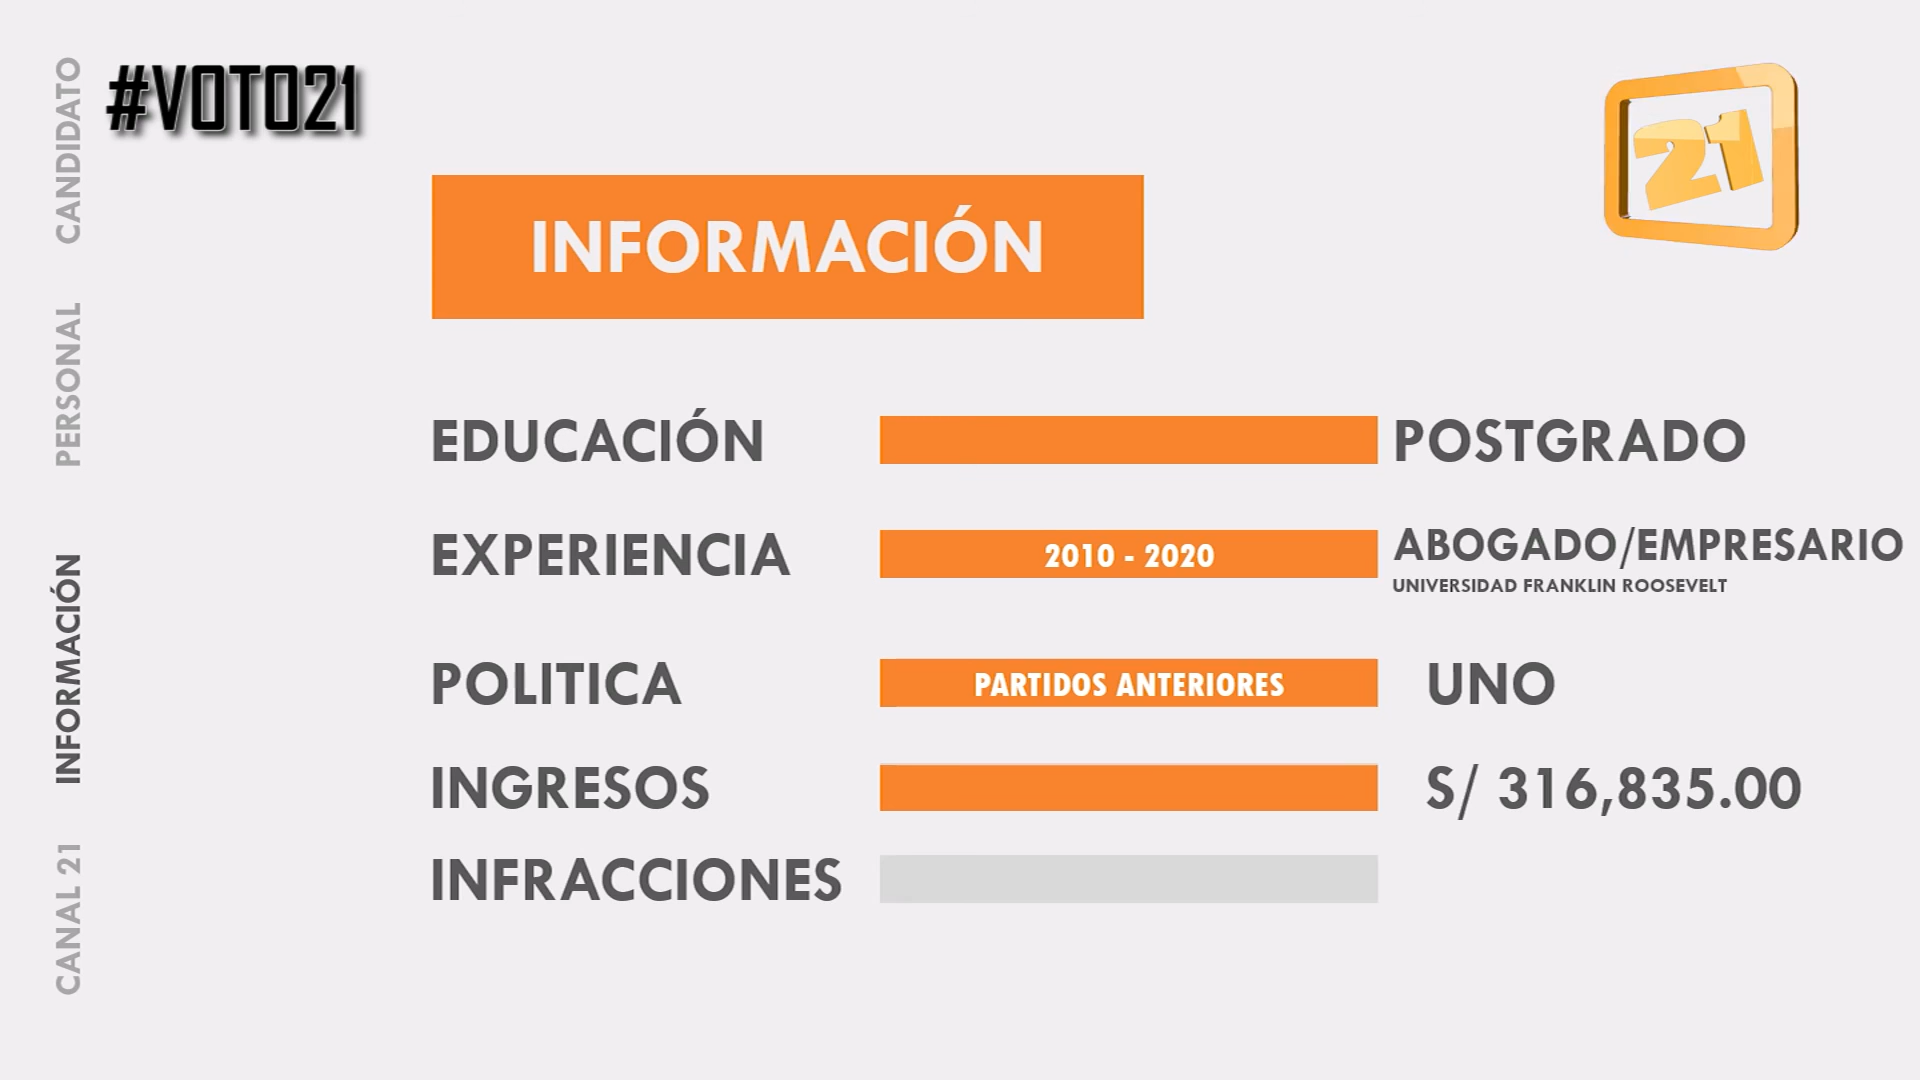 #VOTO21
21
CANDIDATO
PERSONAL
INFORMACIÓN
CANAL 21
INFORMACIÓN
EDUCACIÓN POSTGRADO
EXPERIENCIA 2010 - 2020 ABOGADO/EMPRESARIO
UNIVERSIDAD FRANKLIN ROOSEVELT
POLITICA PARTIDOS ANTERIORES UNO
INGRESOS S/ 316,835.00
INFRACCIONES